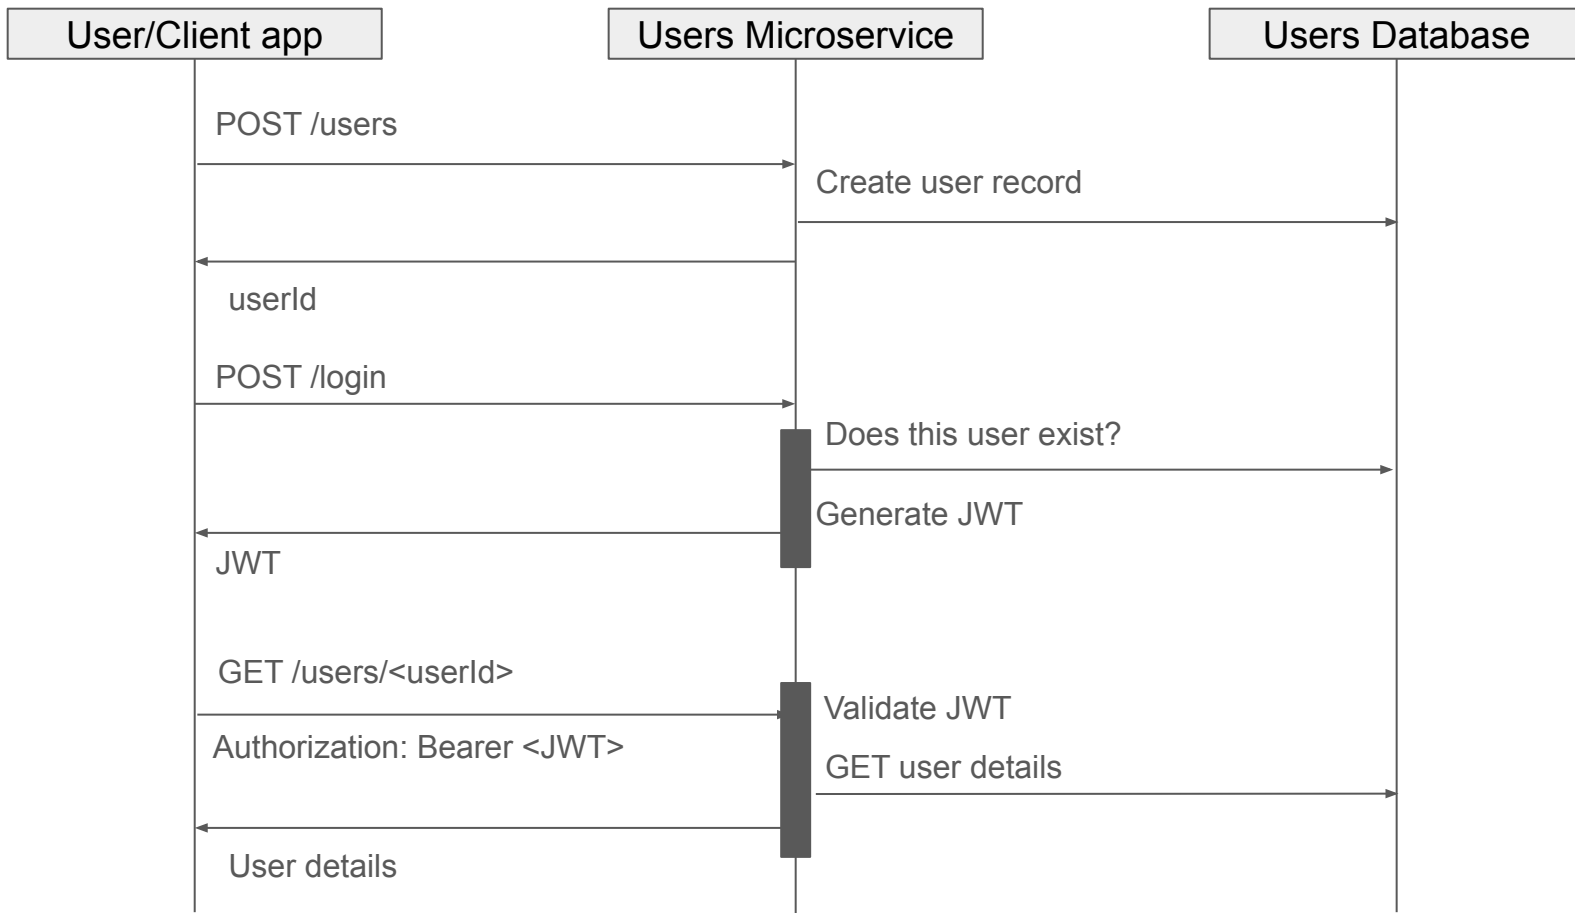 User/Client app
Users Microservice
Users Database
POST /users
Create user record
userId
POST /login
Does this user exist?
Generate JWT
JWT
GET /users/<userId>
Validate JWT
Authorization: Bearer <JWT>
GET user details
User details